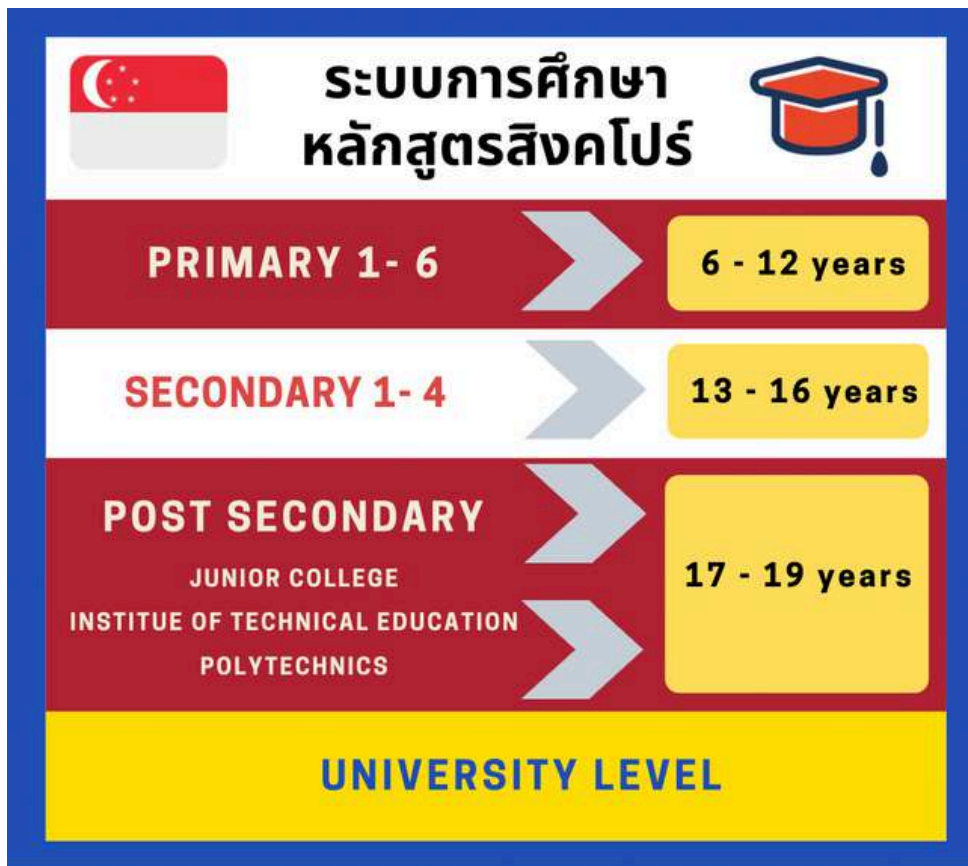 ระบบการศึกษา
หลักสูตรสิงคโปร์
PRIMARY 1- 6
6 - 12 years
SECONDARY 1- 4
13 - 16 years
POST SECONDARY
JUNIOR COLLEGE
INSTITUE OF TECHNICAL EDUCATION
POLYTECHNICS
17 - 19 years
UNIVERSITY LEVEL